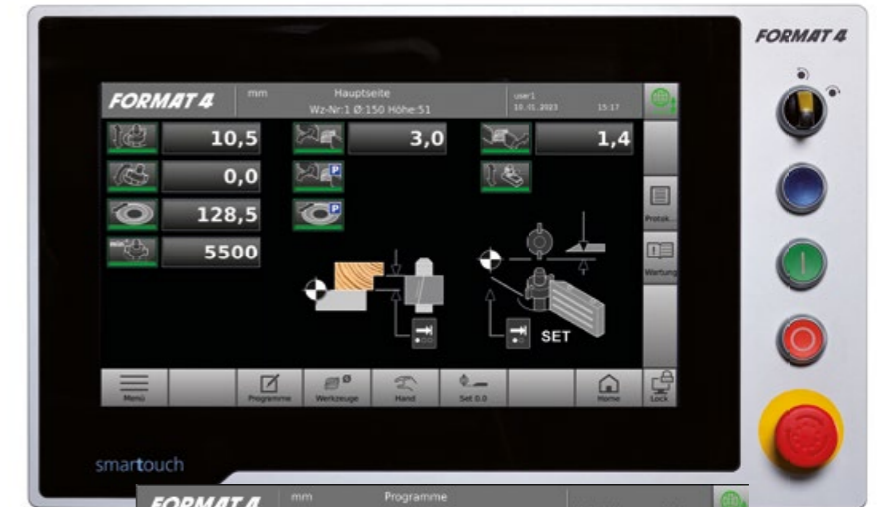 FORMAT 4
FORMAT 4
mm
Hauptseite
Wz-Nr:1 Ø:150 Höhe:51
user1
10.01.2023
15:17
10,5
3,0
1,4
0,0
P
128,5
P
Protok...
5500
Wartung
SET
Menü
Programme
Werkzeuge
Hand
Set 0.0
Home
Lock
smartouch
FORMAT 4
mm
Programme